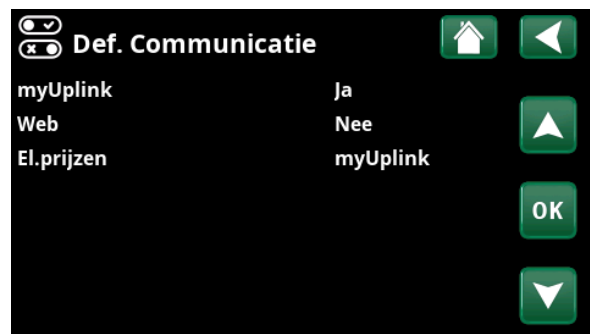 Def. Communicatie
myUplink Ja
Web Nee
El.prijzen myUplink
OK